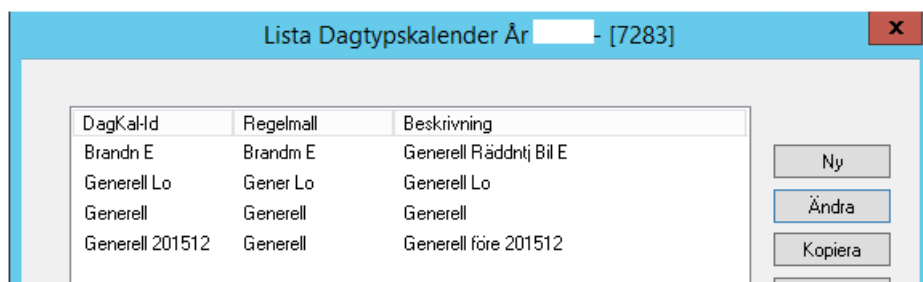 Lista Dagtypskalender År - [7283]
x
DagKal-Id Regelmall Beskrivning
Brandn E Brandm E Generell Räddntj Bil E
Generell Lo Gener Lo Generell Lo
Generell Generell Generell
Generell 201512 Generell Generell före 201512
Ny
Ändra
Kopiera